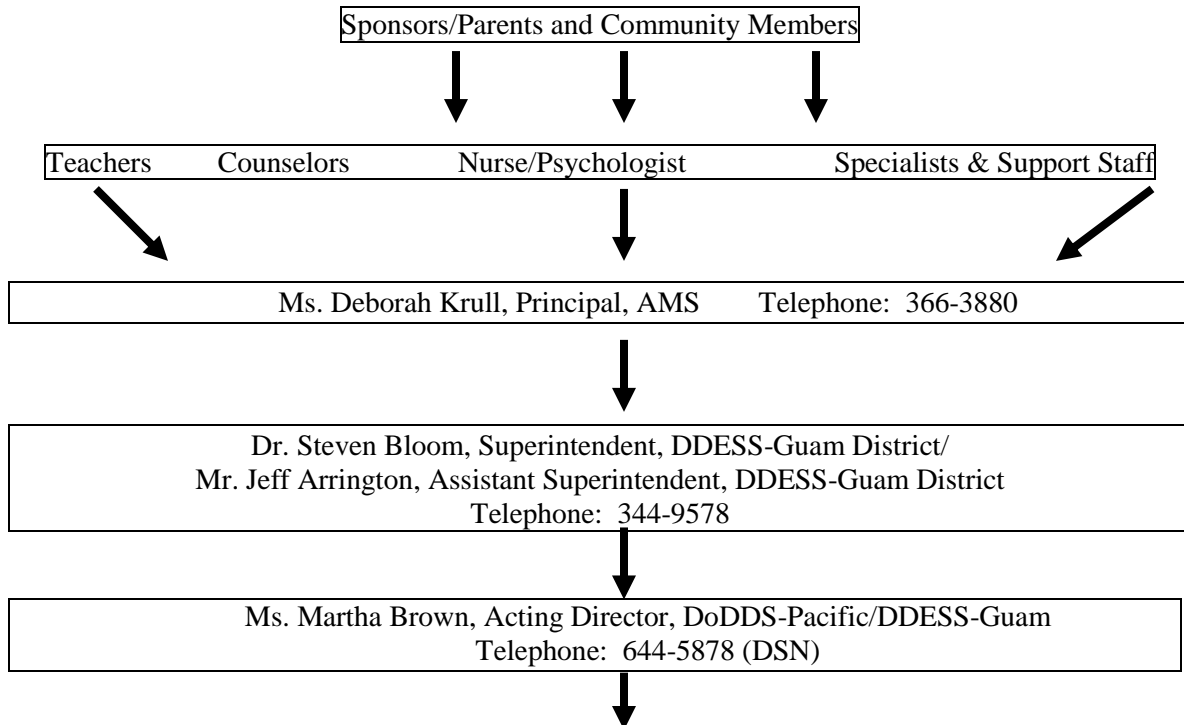 Sponsors/Parents and Community Members
Teachers Counselors Nurse/Psychologist Specialists & Support Staff
Ms. Deborah Krull, Principal, AMS Telephone: 366-3880
Dr. Steven Bloom, Superintendent, DDESS-Guam District/
Mr. Jeff Arrington, Assistant Superintendent, DDESS-Guam District
Telephone: 344-9578
Ms. Martha Brown, Acting Director, DoDDS-Pacific/DDESS-Guam
Telephone: 644-5878 (DSN)